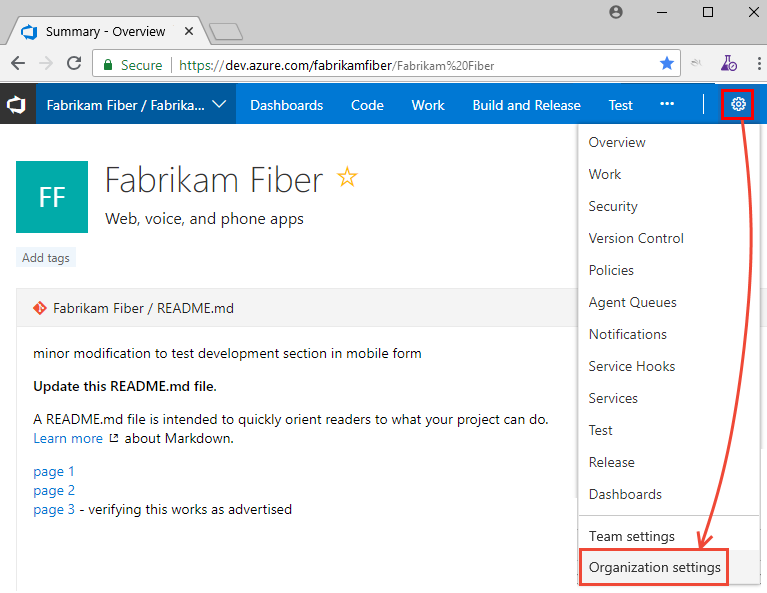 Summary - Overview
Secure
https://dev.azure.com/fabrikamfiber/Fabrikam%20Fiber
Fabrikam Fiber / Fabrika...
Dashboards
Code
Work
Build and Release
Test
•••
FF
Fabrikam Fiber
Web, voice, and phone apps
Add tags
Fabrikam Fiber / README.md
minor modification to test development section in mobile form
Update this README.md file.
A README.md file is intended to quickly orient readers to what your project can do.
Learn more about Markdown.
page 1
page 2
page 3 - verifying this works as advertised
Overview
Work
Security
Version Control
Policies
Agent Queues
Notifications
Service Hooks
Services
Test
Release
Dashboards
Team settings
Organization settings